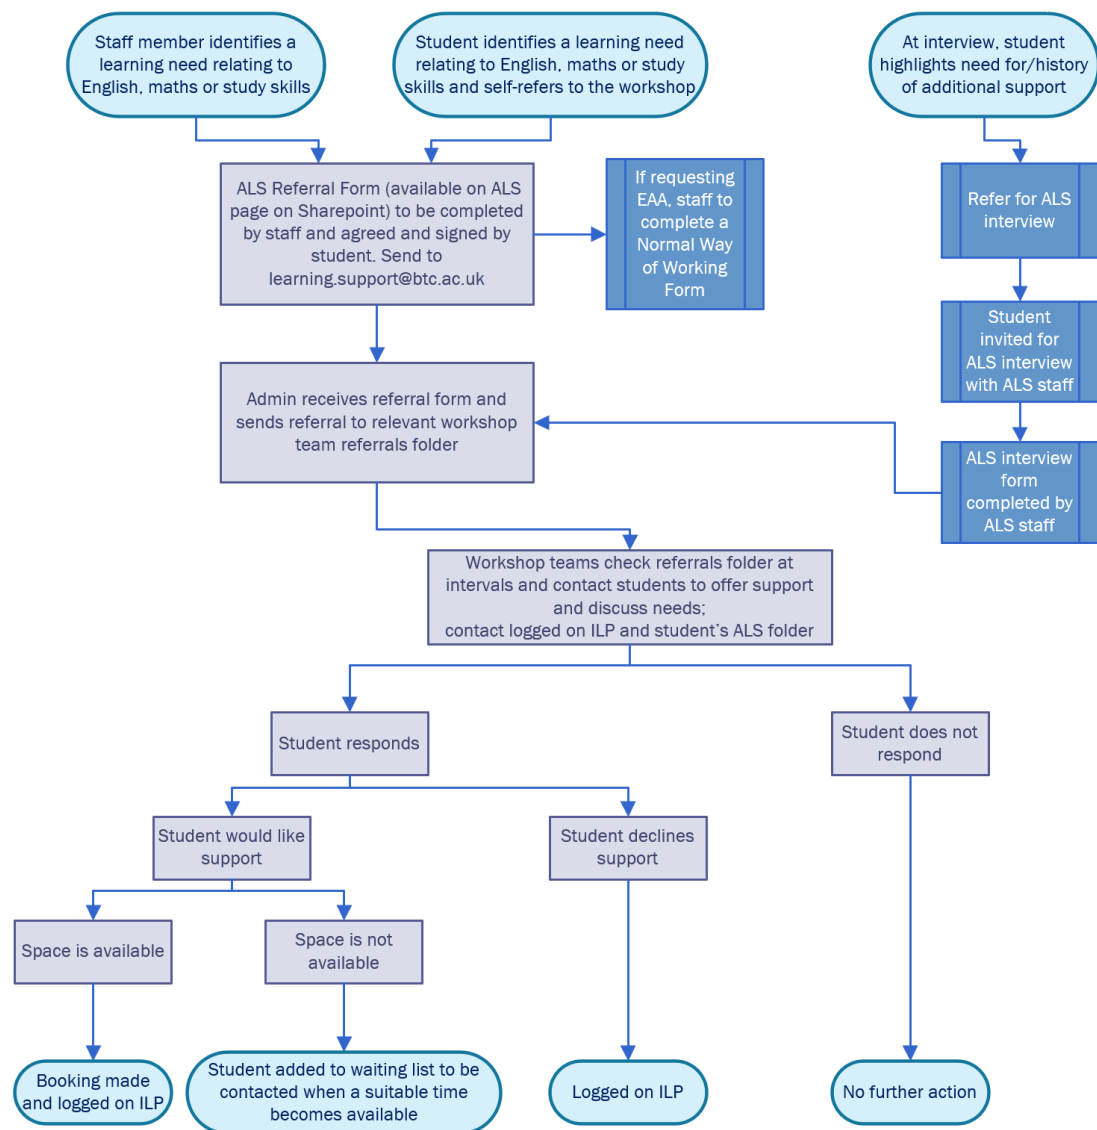 Staff member identifies a
learning need relating to
English, maths or study skills
Student identifies a learning need
relating to English, maths or study
skills and self-refers to the workshop
At interview, student
highlights need for/history
of additional support
ALS Referral Form (available on ALS
page on Sharepoint) to be completed
by staff and agreed and signed by
student. Send to
learning.support@btc.ac.uk
If requesting
EAA, staff to
complete a
Normal Way
of Working
Form
Refer for ALS
interview
Student
invited for
ALS interview
with ALS staff
Admin receives referral form and
sends referral to relevant workshop
team referrals folder
ALS interview
form
completed by
ALS staff
Workshop teams check referrals folder at
intervals and contact students to offer support
and discuss needs;
contact logged on ILP and student’s ALS folder
Student responds
Student does not
respond
Student would like
support
Student declines
support
Space is available
Space is not
available
Booking made
and logged on ILP
Student added to waiting list to be
contacted when a suitable time
becomes available
Logged on ILP
No further action